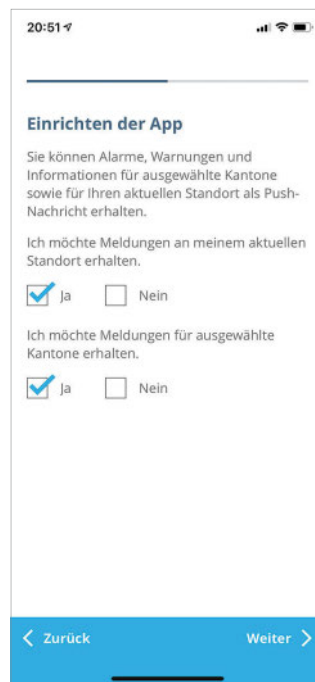 20:51
Einrichten der App
Sie können Alarme, Warnungen und
Informationen für ausgewählte Kantone
sowie für Ihren aktuellen Standort als Push-
Nachricht erhalten.
Ich möchte Meldungen an meinem aktuellen
Standort erhalten.
Ja Nein
Ich möchte Meldungen für ausgewählte
Kantone erhalten.
Ja Nein
Zurück Weiter